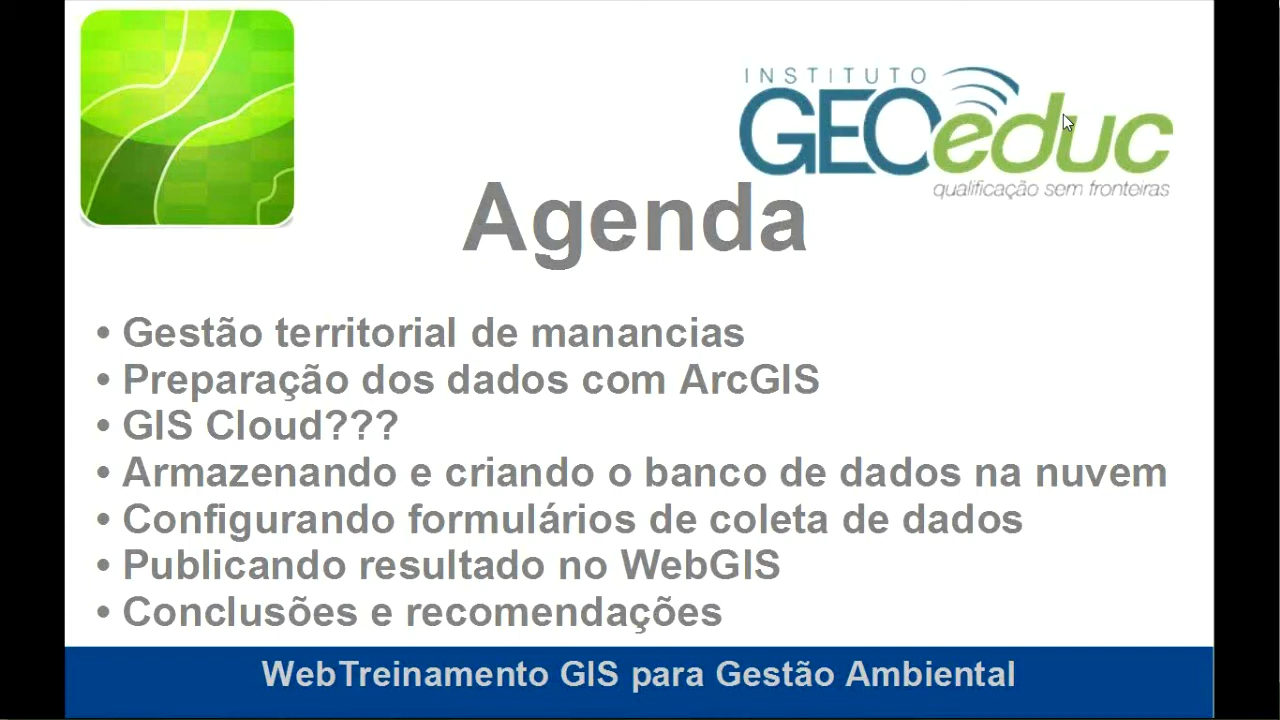 INSTITUTO
GEOeduc
qualificação sem fronteiras
Agenda
• Gestão territorial de manancias
• Preparação dos dados com ArcGIS
• GIS Cloud???
• Armazenando e criando o banco de dados na nuvem
• Configurando formulários de coleta de dados
• Publicando resultado no WebGIS
• Conclusões e recomendações
WebTreinamento GIS para Gestão Ambiental